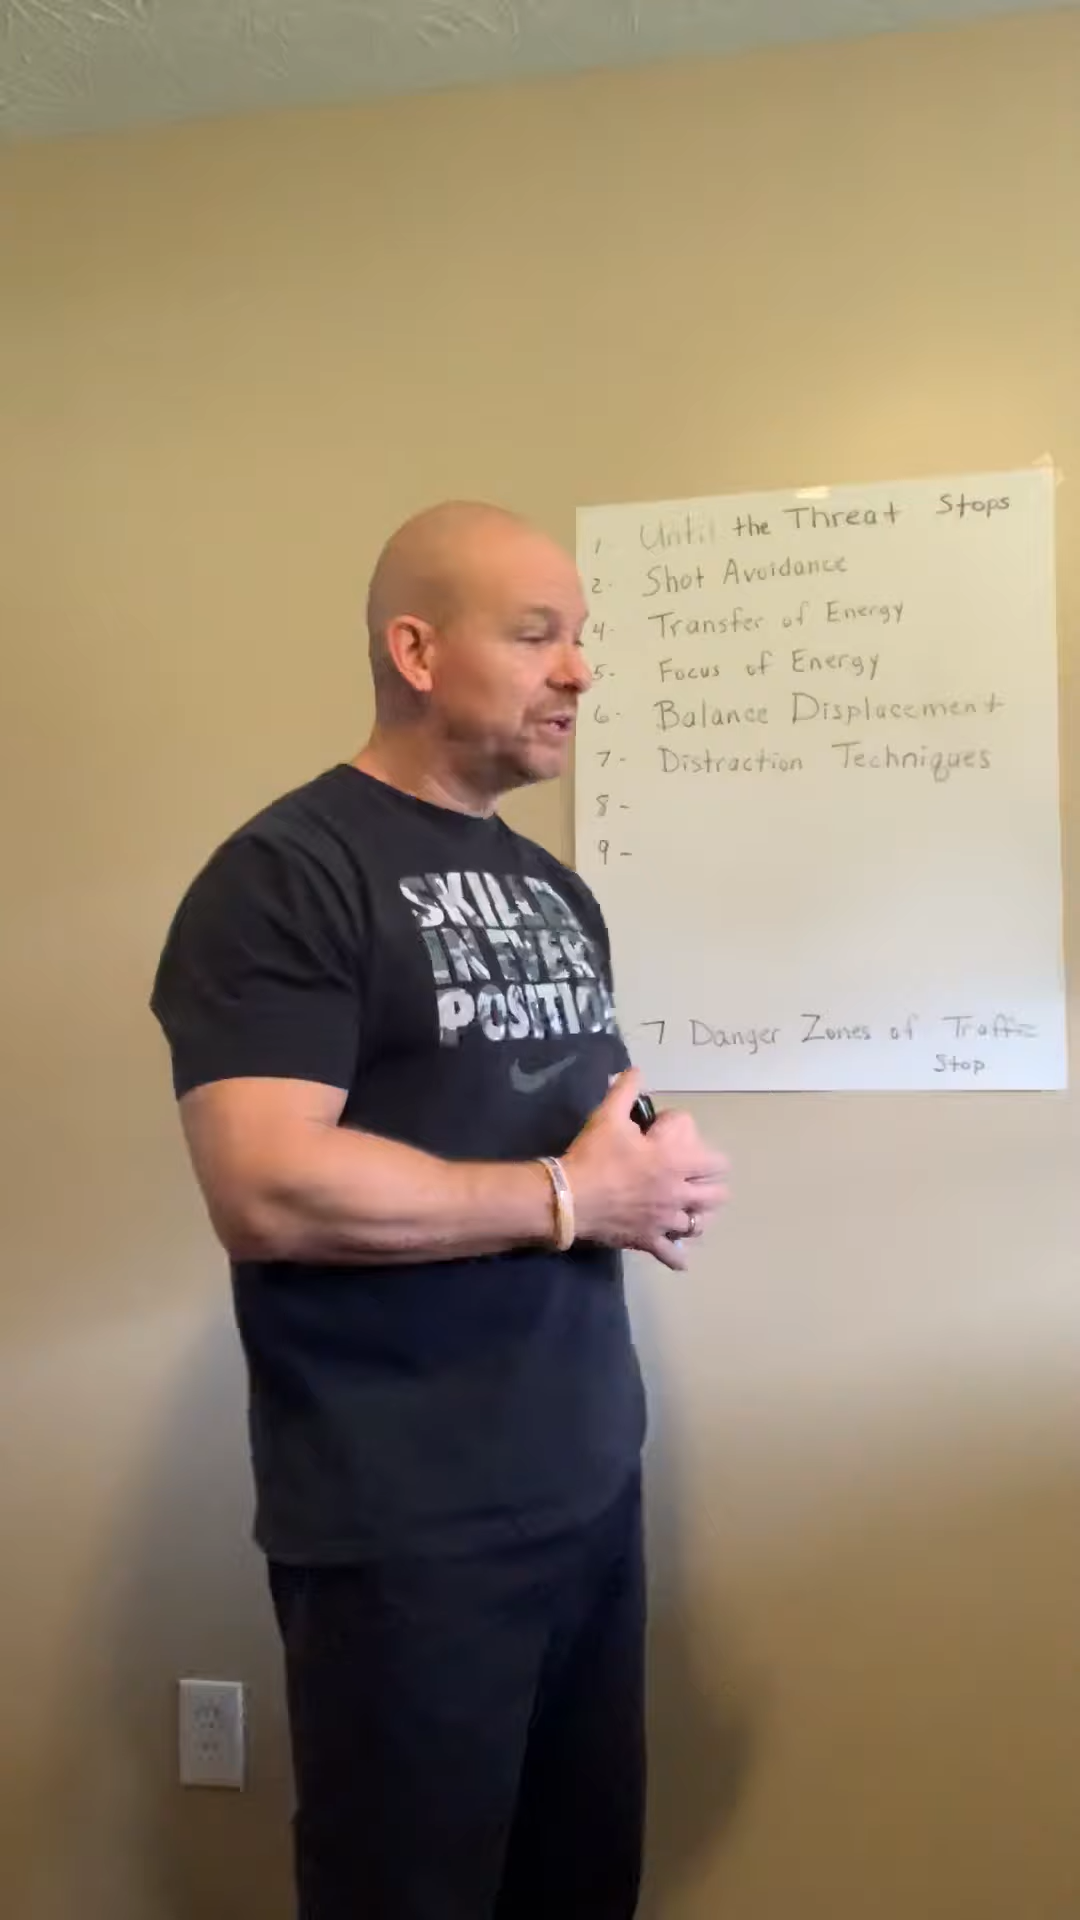 1- Until the Threat Stops
2- Shot Avoidance
4- Transfer of Energy
5- Focus of Energy
6- Balance Displacement
7- Distraction Techniques
8-
9-
7 Danger Zones of Traffic
Stop
SKILLED
IN EVER
POSITIO